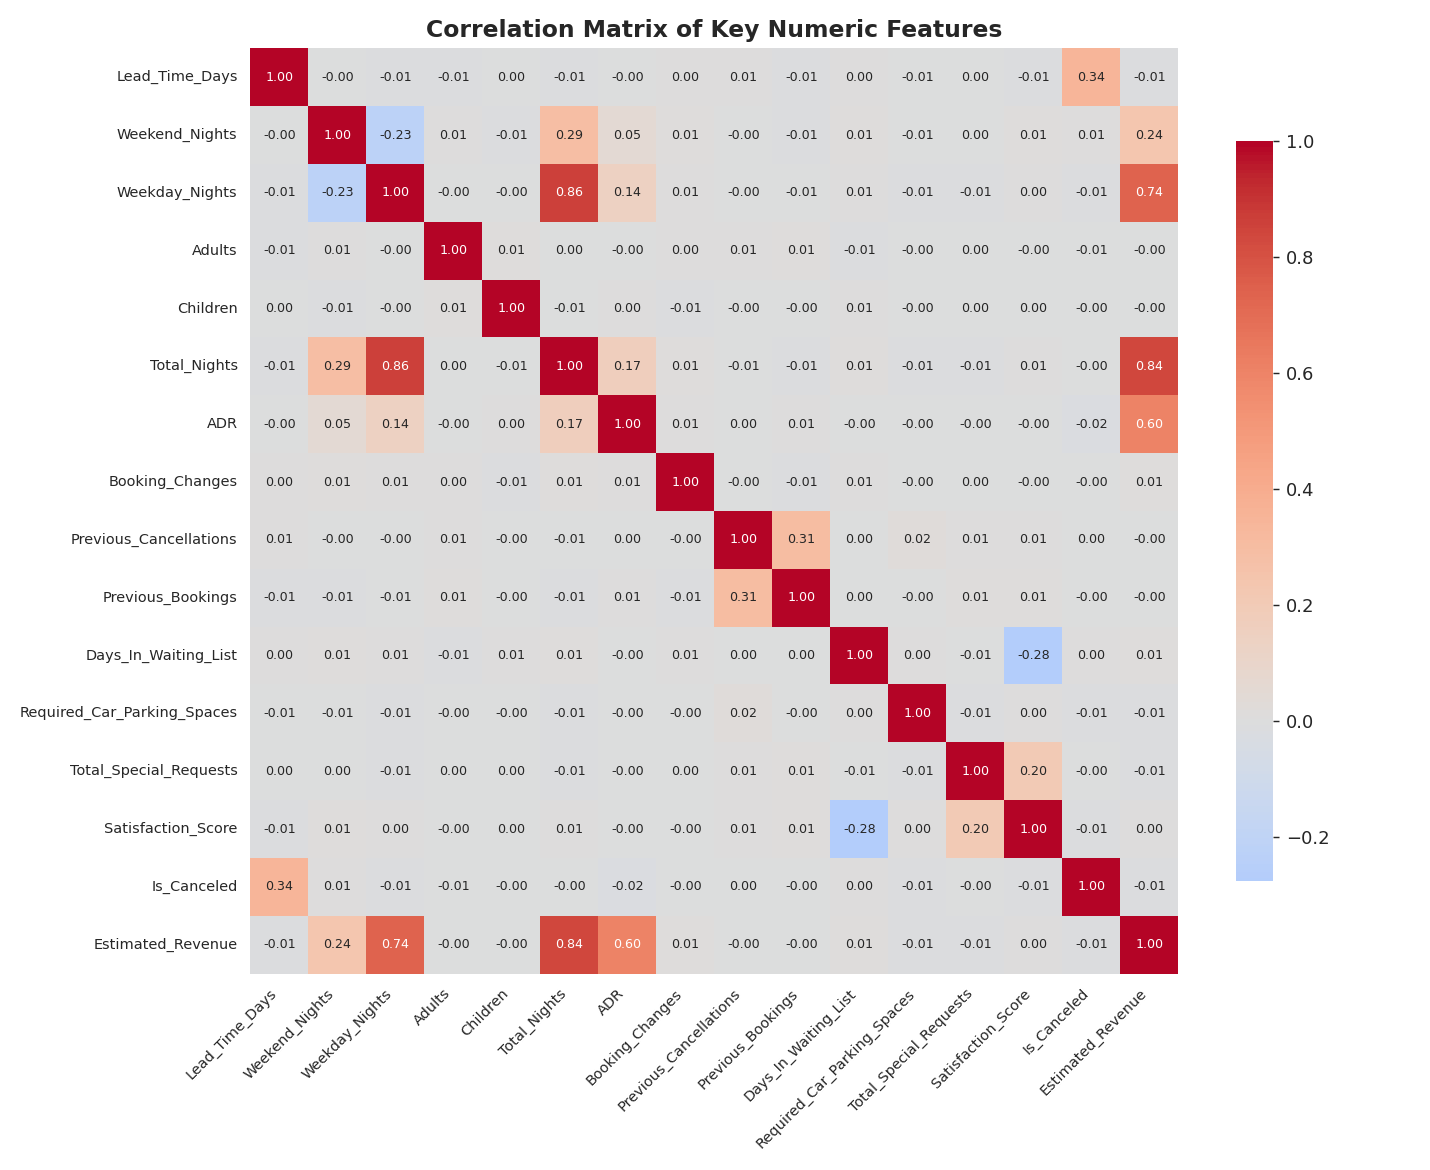 Correlation Matrix of Key Numeric Features
Lead_Time_Days 1.00 -0.00 -0.01 -0.01 0.00 -0.01 -0.00 0.00 0.01 -0.01 0.00 -0.01 0.00 -0.01 0.34 -0.01
Weekend_Nights -0.00 1.00 -0.23 0.01 -0.01 0.29 0.05 0.01 -0.00 -0.01 0.01 -0.01 0.00 0.01 0.01 0.24
Weekday_Nights -0.01 -0.23 1.00 -0.00 -0.00 0.86 0.14 0.01 -0.00 -0.01 0.01 -0.01 -0.01 0.00 -0.01 0.74
Adults -0.01 0.01 -0.00 1.00 0.01 0.00 -0.00 0.00 0.01 0.01 -0.01 -0.00 0.00 -0.00 -0.01 -0.00
Children 0.00 -0.01 -0.00 0.01 1.00 -0.01 0.00 -0.01 -0.00 -0.00 0.01 -0.00 0.00 0.00 -0.00 -0.00
Total_Nights -0.01 0.29 0.86 0.00 -0.01 1.00 0.17 0.01 -0.01 -0.01 0.01 -0.01 -0.01 0.01 -0.00 0.84
ADR -0.00 0.05 0.14 -0.00 0.00 0.17 1.00 0.01 0.00 0.01 -0.00 -0.00 -0.00 -0.00 -0.02 0.60
Booking_Changes 0.00 0.01 0.01 0.00 -0.01 0.01 0.01 1.00 -0.00 -0.01 0.01 -0.00 0.00 -0.00 -0.00 0.01
Previous_Cancellations 0.01 -0.00 -0.00 0.01 -0.00 -0.01 0.00 -0.00 1.00 0.31 0.00 0.02 0.01 0.01 0.00 -0.00
Previous_Bookings -0.01 -0.01 -0.01 0.01 -0.00 -0.01 0.01 -0.01 0.31 1.00 0.00 -0.00 0.01 0.01 -0.00 -0.00
Days_In_Waiting_List 0.00 0.01 0.01 -0.01 0.01 0.01 -0.00 0.01 0.00 0.00 1.00 0.00 -0.01 -0.28 0.00 0.01
Required_Car_Parking_Spaces -0.01 -0.01 -0.01 -0.00 -0.00 -0.01 -0.00 -0.00 0.02 -0.00 0.00 1.00 -0.01 0.00 -0.01 -0.01
Total_Special_Requests 0.00 0.00 -0.01 0.00 0.00 -0.01 -0.00 0.00 0.01 0.01 -0.01 -0.01 1.00 0.20 -0.00 -0.01
Satisfaction_Score -0.01 0.01 0.00 -0.00 0.00 0.01 -0.00 -0.00 0.01 0.01 -0.28 0.00 0.20 1.00 -0.01 0.00
Is_Canceled 0.34 0.01 -0.01 -0.01 -0.00 -0.00 -0.02 -0.00 0.00 -0.00 0.00 -0.01 -0.00 -0.01 1.00 -0.01
Estimated_Revenue -0.01 0.24 0.74 -0.00 -0.00 0.84 0.60 0.01 -0.00 -0.00 0.01 -0.01 -0.01 0.00 -0.01 1.00
Lead_Time_Days
Weekend_Nights
Weekday_Nights
Adults
Children
Total_Nights
ADR
Booking_Changes
Previous_Cancellations
Previous_Bookings
Days_In_Waiting_List
Required_Car_Parking_Spaces
Total_Special_Requests
Satisfaction_Score
Is_Canceled
Estimated_Revenue
1.0
0.8
0.6
0.4
0.2
0.0
−0.2